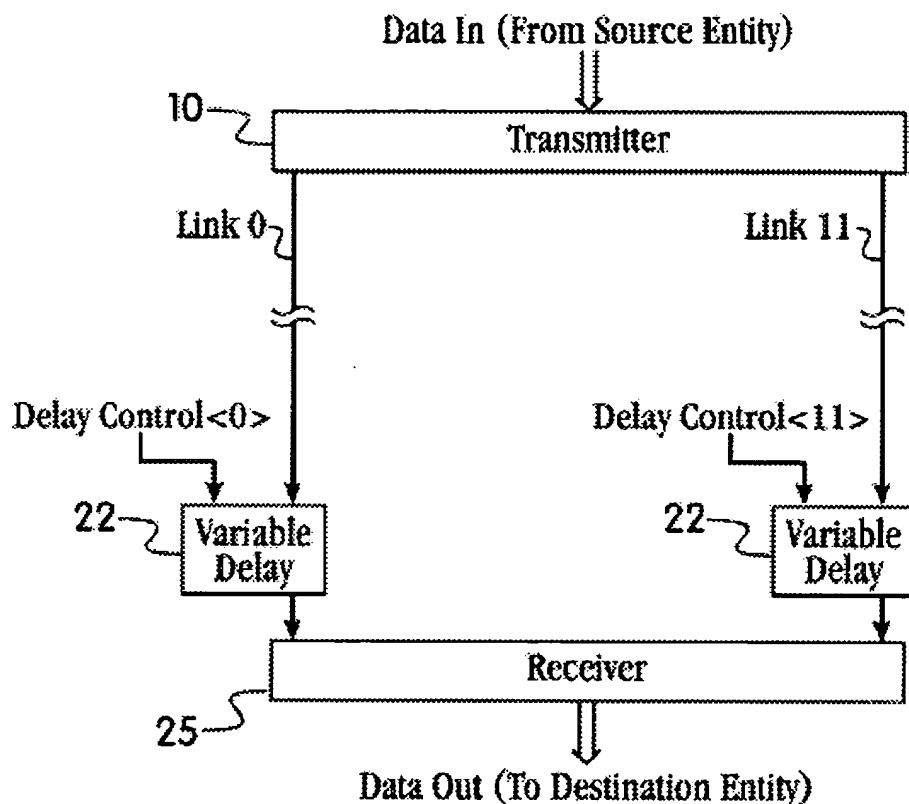 Data In (From Source Entity)
10
Transmitter
Link 0
Link 11
Delay Control<0>
Delay Control<11>
22
Variable
Delay
22
Variable
Delay
Receiver
25
Data Out (To Destination Entity)